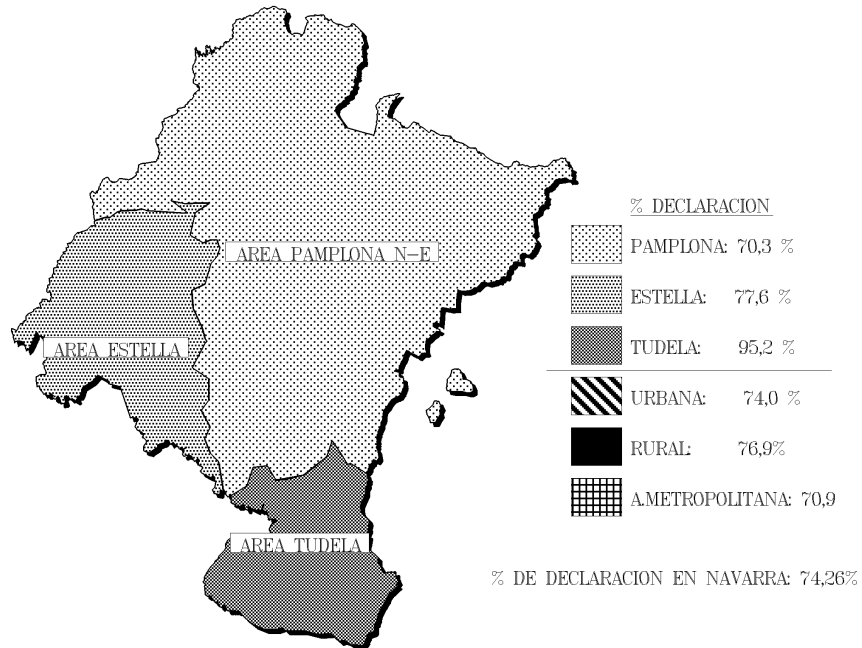 % DECLARACION
AREA PAMPLONA N-E
PAMPLONA: 70,3 %
ESTELLA: 77,6 %
AREA ESTELLA
TUDELA: 95,2 %
URBANA: 74,0 %
RURAL: 76,9%
A.METROPOLITANA: 70,9
AREA TUDELA
% DE DECLARACION EN NAVARRA: 74,26%